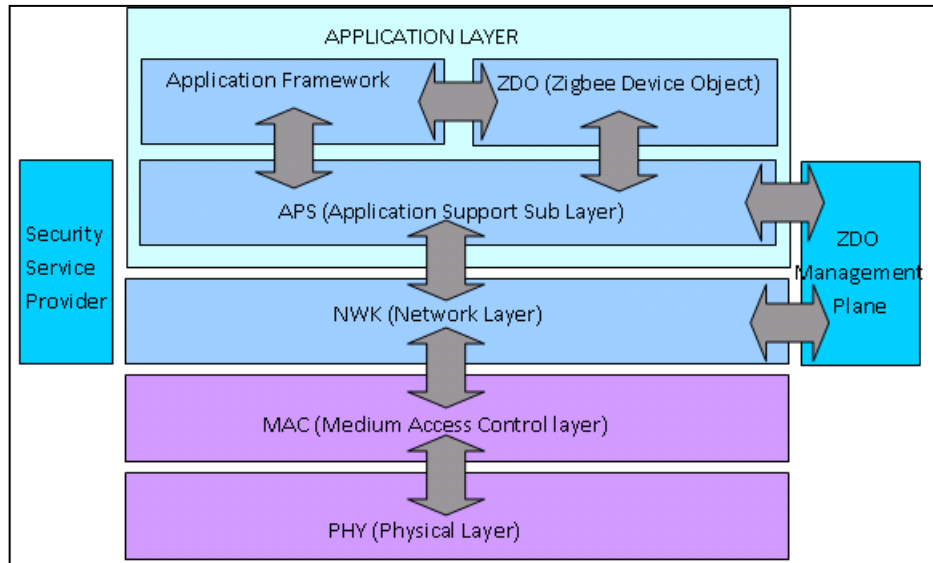 APPLICATION LAYER
Application Framework
ZDO (Zigbee Device Object)
APS (Application Support Sub Layer)
Security
Service
Provider
ZDO
Management
Plane
NWK (Network Layer)
MAC (Medium Access Control layer)
PHY (Physical Layer)